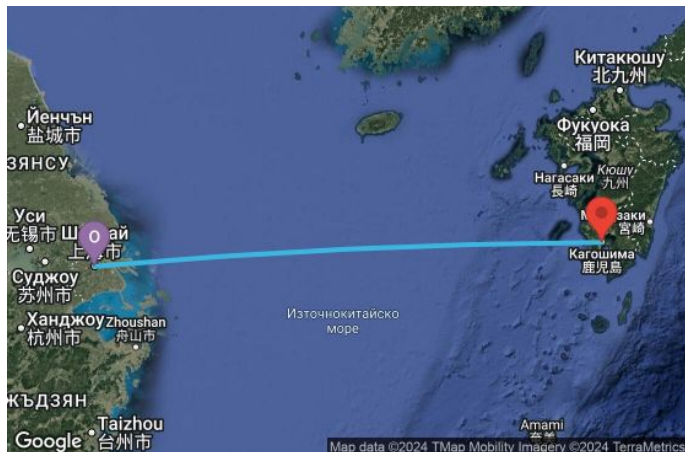 Китакюшу
北九州
Фукуока
福岡
Йенчън
盐城市
ЗЯНСУ
Нагасаки
長崎
Кюшу
九州
Уси
无锡市
O
宮崎
Суджоу
苏州市
Кагошима
鹿児島
Ханджоу
杭州市
Zhoushan
舟山市
Източнокитайско
море
ЖЪДЗЯН
Taizhou
台州市
Amami
Google
Map data ©2024 TMap Mobility Imagery ©2024 TerraMetrics